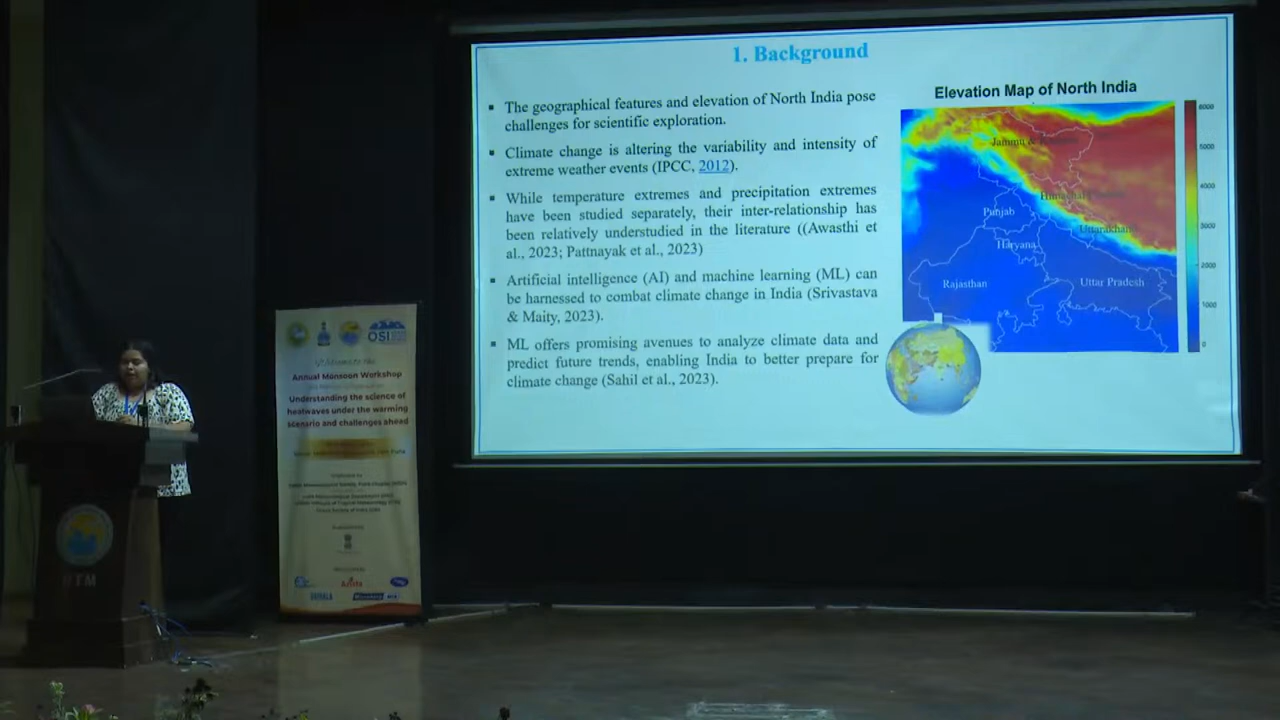 1. Background
The geographical features and elevation of North India pose
challenges for scientific exploration.
Climate change is altering the variability and intensity of
extreme weather events (IPCC, 2012).
While temperature extremes and precipitation extremes
have been studied separately, their inter-relationship has
been relatively understudied in the literature ((Awasthi et
al., 2023; Pattnayak et al., 2023)
Artificial intelligence (AI) and machine learning (ML) can
be harnessed to combat climate change in India (Srivastava
& Maity, 2023).
ML offers promising avenues to analyze climate data and
predict future trends, enabling India to better prepare for
climate change (Sahil et al., 2023).
Elevation Map of North India
Jammu &
Himachal
Punjab
Uttarakhand
Haryana
Rajasthan
Uttar Pradesh
6000
5000
4000
3000
2000
1000
0
OSI
Annual Monsoon Workshop
Understanding the science of
heatwaves under the warming
scenario and challenges ahead